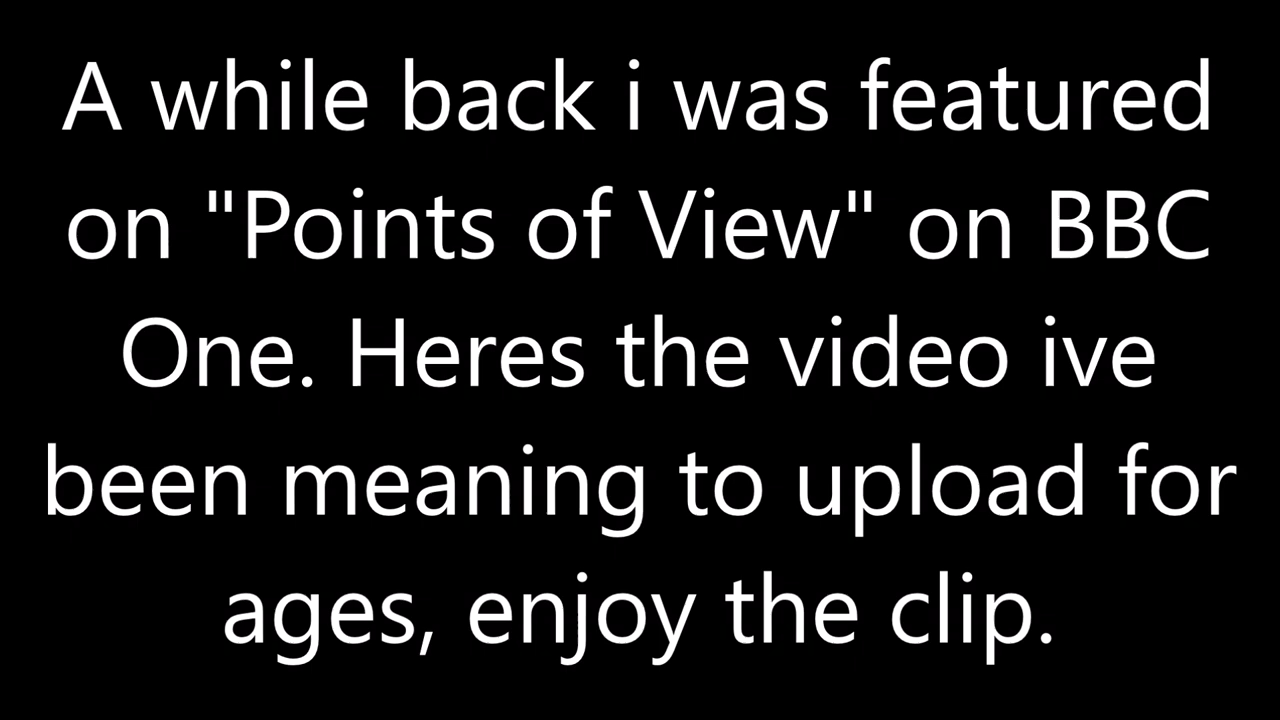 A while back i was featured
on "Points of View" on BBC
One. Heres the video ive
been meaning to upload for
ages, enjoy the clip.